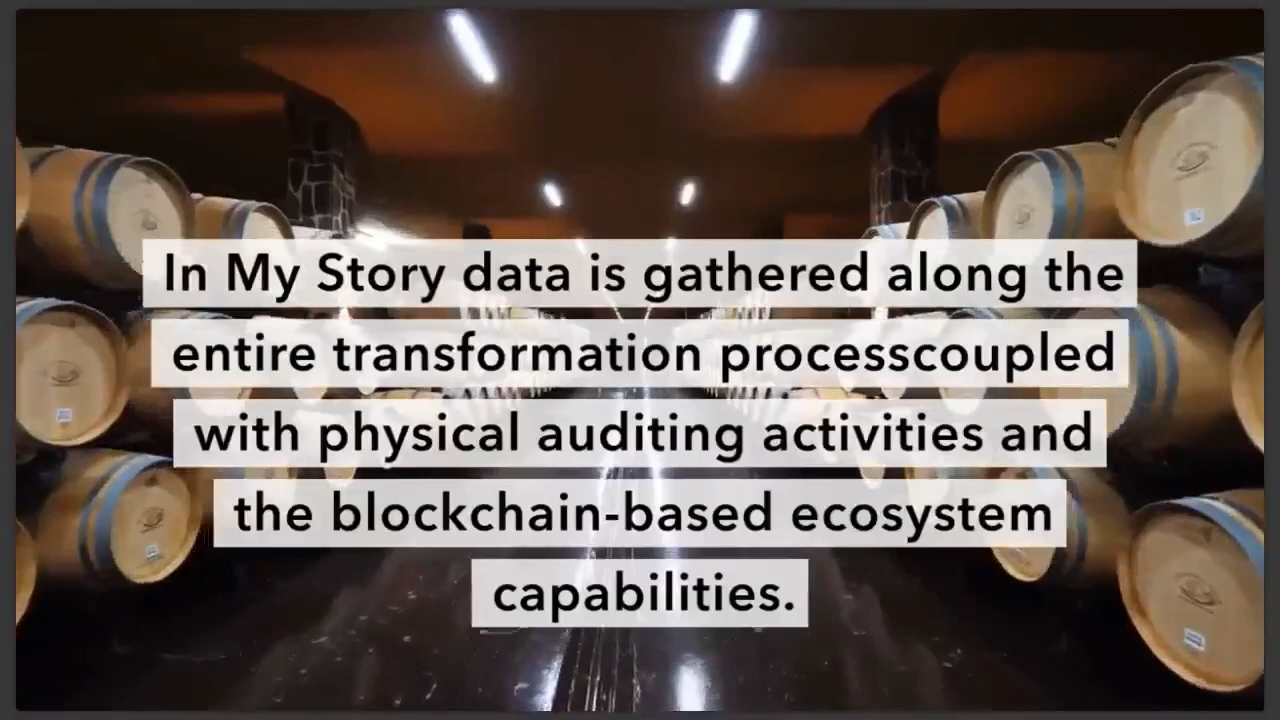 In My Story data is gathered along the
entire transformation processcoupled
with physical auditing activities and
the blockchain-based ecosystem
capabilities.